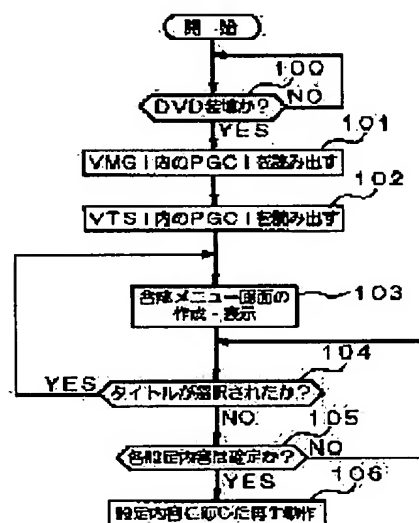 開始
100
DVD装填か?
NO
YES
101
VMGI内のPGCIを読み出す
102
VTSI内のPGCIを読み出す
合成メニュー画面の
作成・表示
103
104
YES
タイトルが選択されたか?
NO
105
各設定内容は確定か?
NO
YES
106
設定内容に応じた再生動作